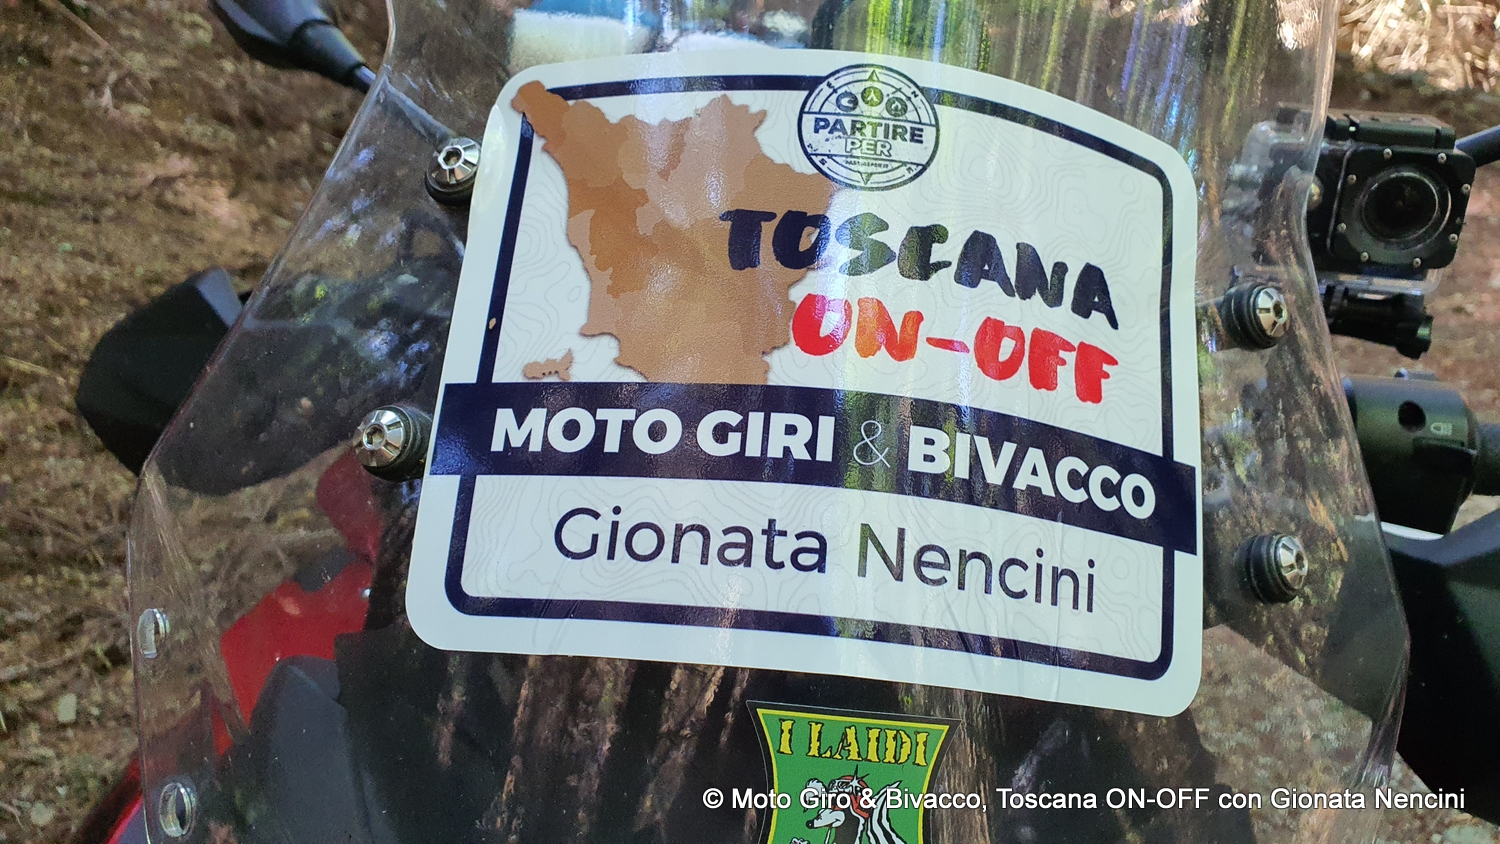 PARTIRE
PER
TOSCANA
ON-OFF
MOTO GIRI & BIVACCO
Gionata Nencini
I LAIDI
© Moto Giro & Bivacco, Toscana ON-OFF con Gionata Nencini